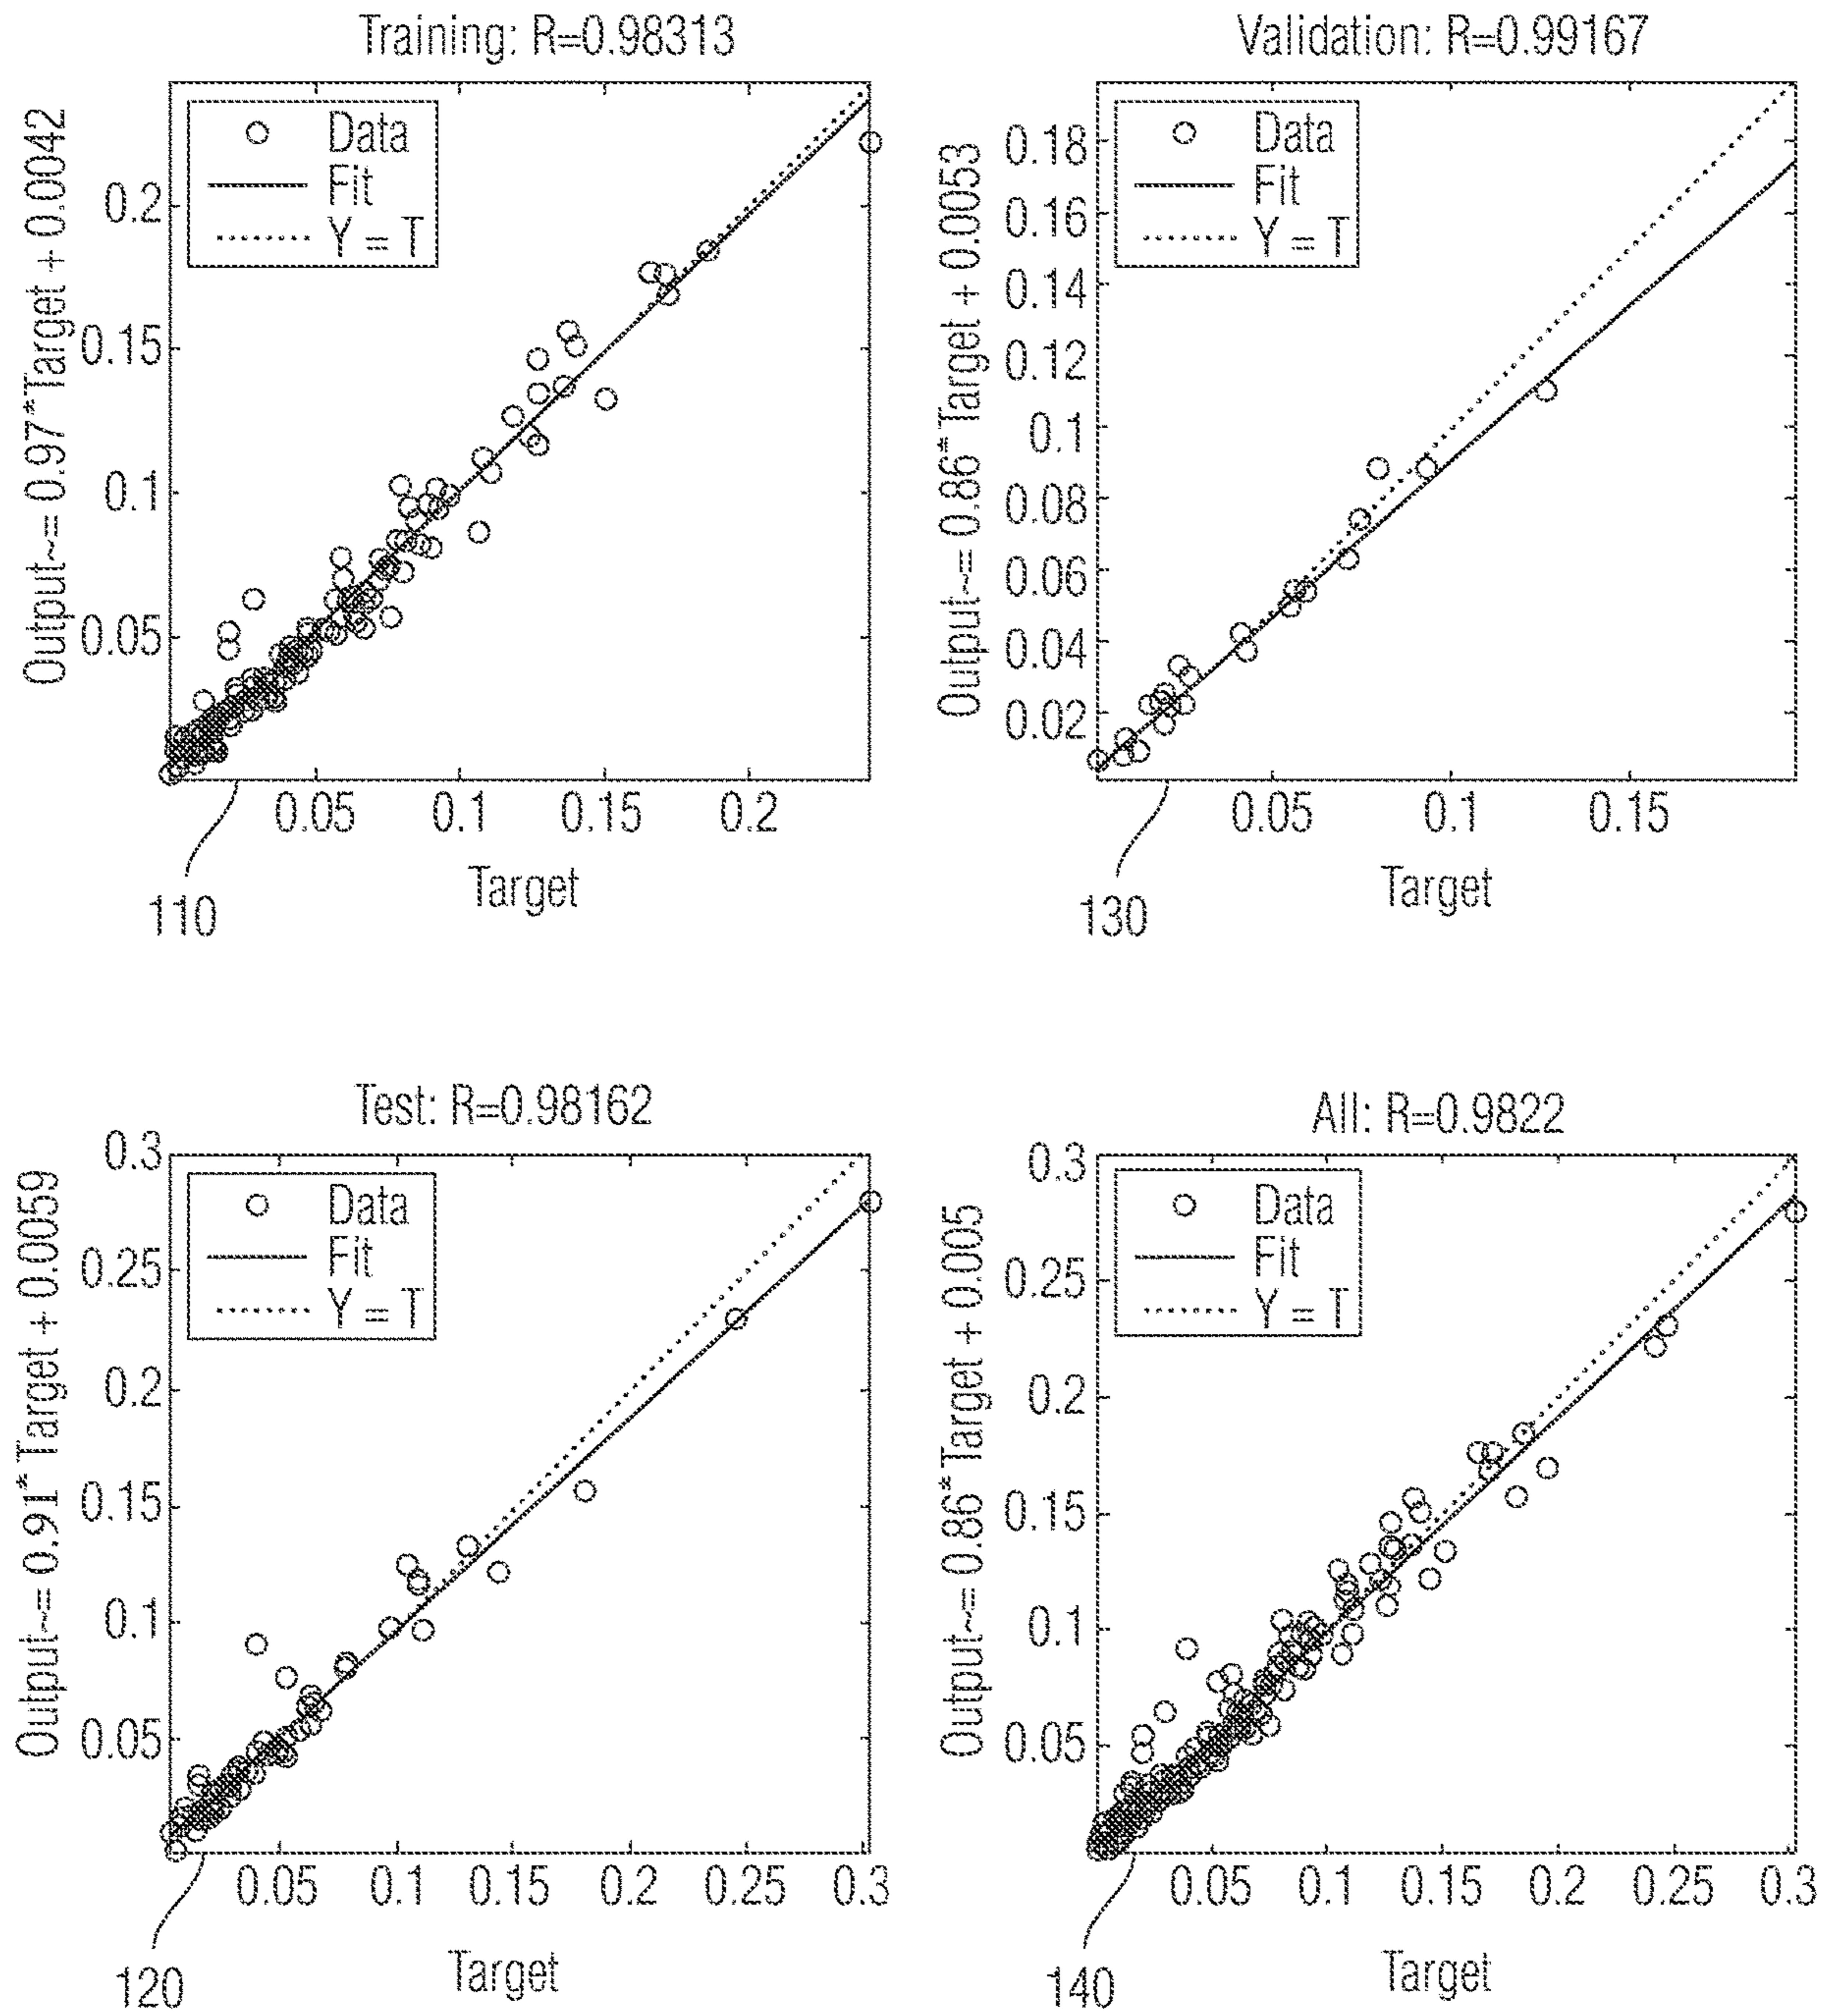 Training: R=0.98313
Output~= 0.97*Target + 0.0042
Data
Fit
Y = T
0.2
0.15
0.1
0.05
0.05 0.1 0.15 0.2
Target
110
Validation: R=0.99167
Output~= 0.86*Target + 0.0053
Data
Fit
Y = T
0.18
0.16
0.14
0.12
0.1
0.08
0.06
0.04
0.02
0.05 0.1 0.15
Target
130
Test: R=0.98162
Output~= 0.91*Target + 0.0059
Data
Fit
Y = T
0.3
0.25
0.2
0.15
0.1
0.05
0.05 0.1 0.15 0.2 0.25 0.3
Target
120
All: R=0.9822
Output~= 0.86*Target + 0.005
Data
Fit
Y = T
0.3
0.25
0.2
0.15
0.1
0.05
0.05 0.1 0.15 0.2 0.25 0.3
Target
140